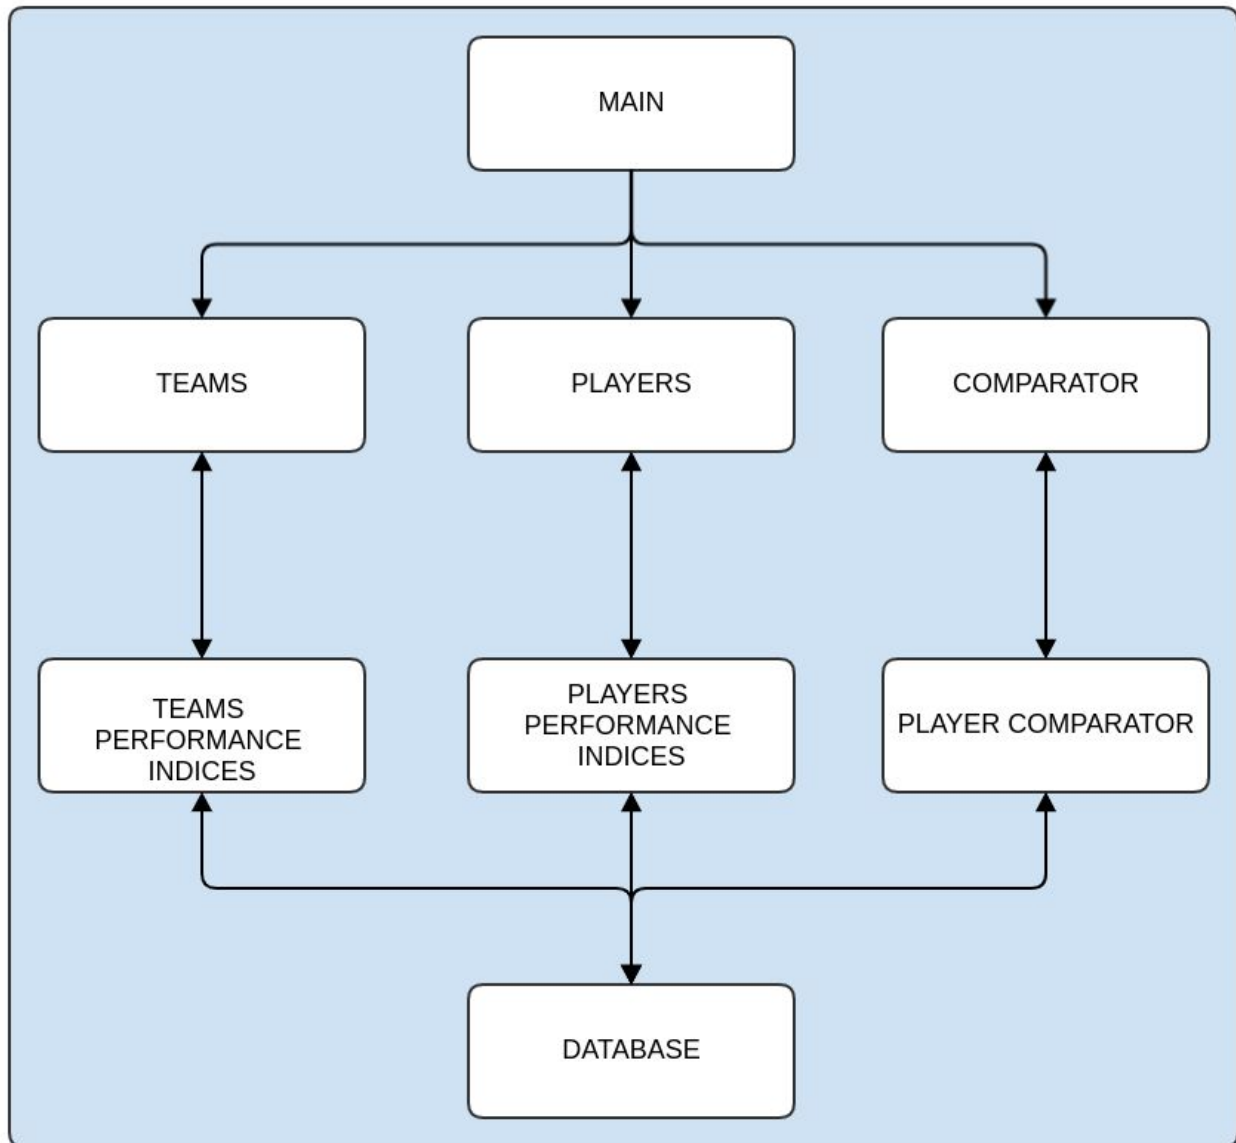 MAIN
TEAMS
PLAYERS
COMPARATOR
TEAMS
PERFORMANCE
INDICES
PLAYERS
PERFORMANCE
INDICES
PLAYER COMPARATOR
DATABASE